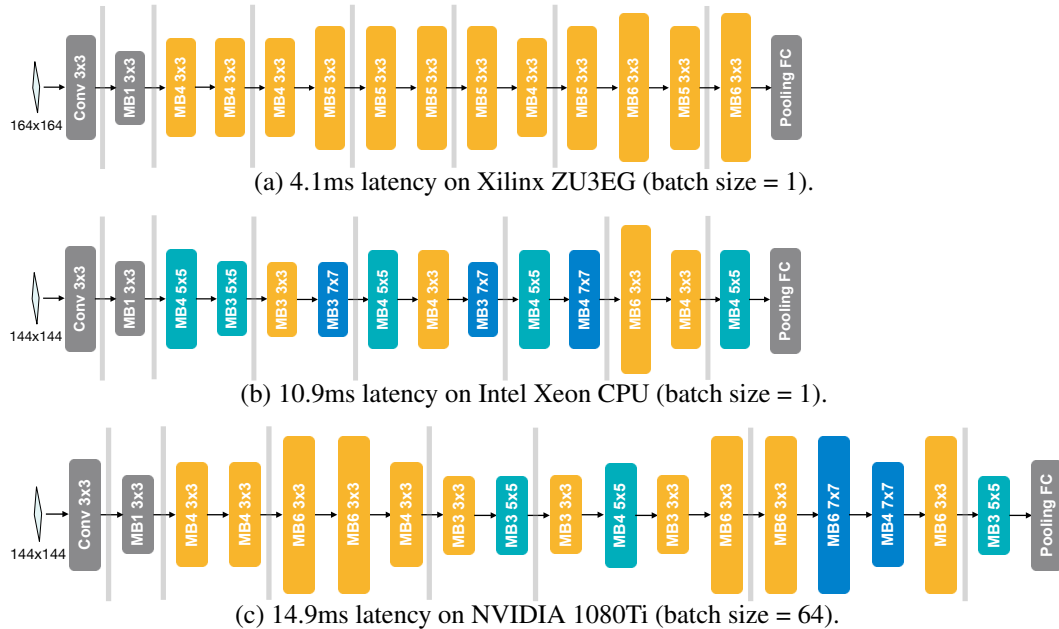 164x164
Conv 3x3
MB1 3x3
MB4 3x3
MB4 3x3
MB4 3x3
MB5 3x3
MB5 3x3
MB5 3x3
MB5 3x3
MB4 3x3
MB5 3x3
MB6 3x3
MB5 3x3
MB6 3x3
Pooling FC
(a) 4.1ms latency on Xilinx ZU3EG (batch size = 1).
144x144
Conv 3x3
MB1 3x3
MB4 5x5
MB3 5x5
MB3 3x3
MB3 7x7
MB4 5x5
MB4 3x3
MB3 7x7
MB4 5x5
MB4 7x7
MB6 3x3
MB4 3x3
MB4 5x5
Pooling FC
(b) 10.9ms latency on Intel Xeon CPU (batch size = 1).
144x144
Conv 3x3
MB1 3x3
MB4 3x3
MB4 3x3
MB6 3x3
MB6 3x3
MB4 3x3
MB3 3x3
MB3 5x5
MB3 3x3
MB4 5x5
MB3 3x3
MB6 3x3
MB6 3x3
MB6 7x7
MB4 7x7
MB6 3x3
MB3 5x5
Pooling FC
(c) 14.9ms latency on NVIDIA 1080Ti (batch size = 64).